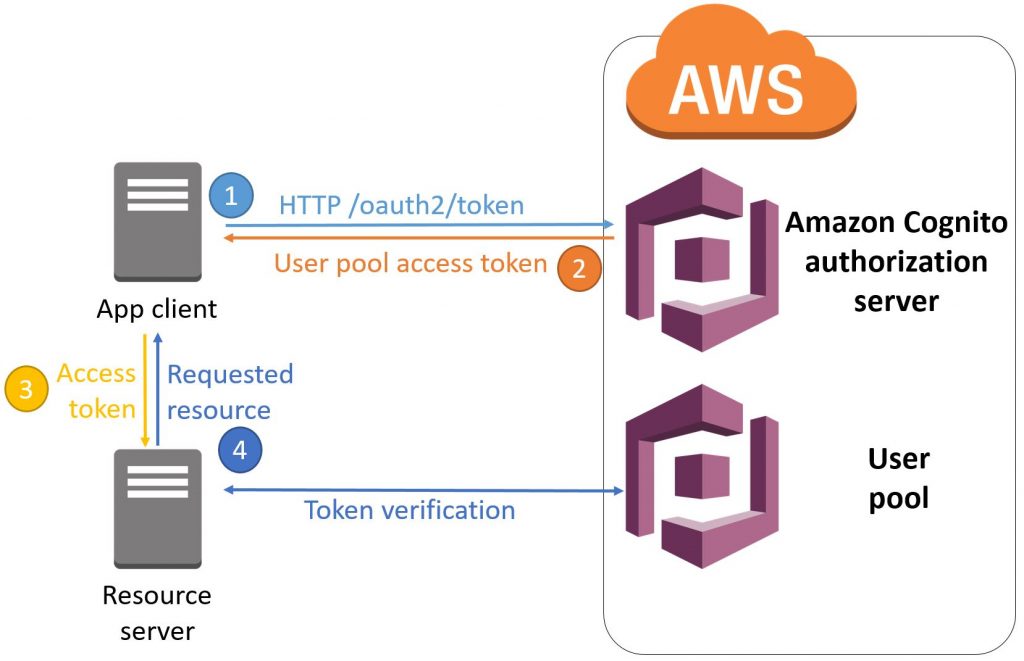 AWS
1
HTTP /oauth2/token
User pool access token
2
Amazon Cognito
authorization
server
App client
3
Access
token
Requested
resource
4
Token verification
User
pool
Resource
server